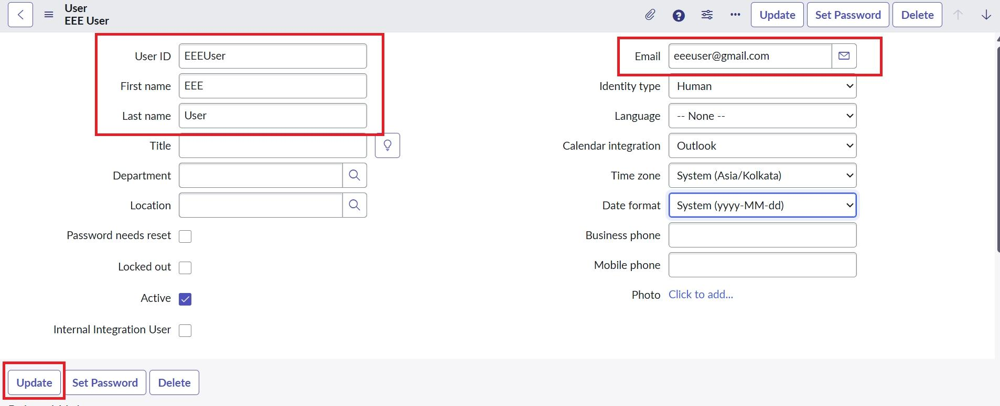 User
EEE User
Update
Set Password
Delete
User ID EEEUser
First name EEE
Last name User
Title
Department
Location
Password needs reset
Locked out
Active
Internal Integration User
Email eeeuser@gmail.com
Identity type Human
Language -- None --
Calendar integration Outlook
Time zone System (Asia/Kolkata)
Date format System (yyyy-MM-dd)
Business phone
Mobile phone
Photo Click to add...
Update
Set Password
Delete